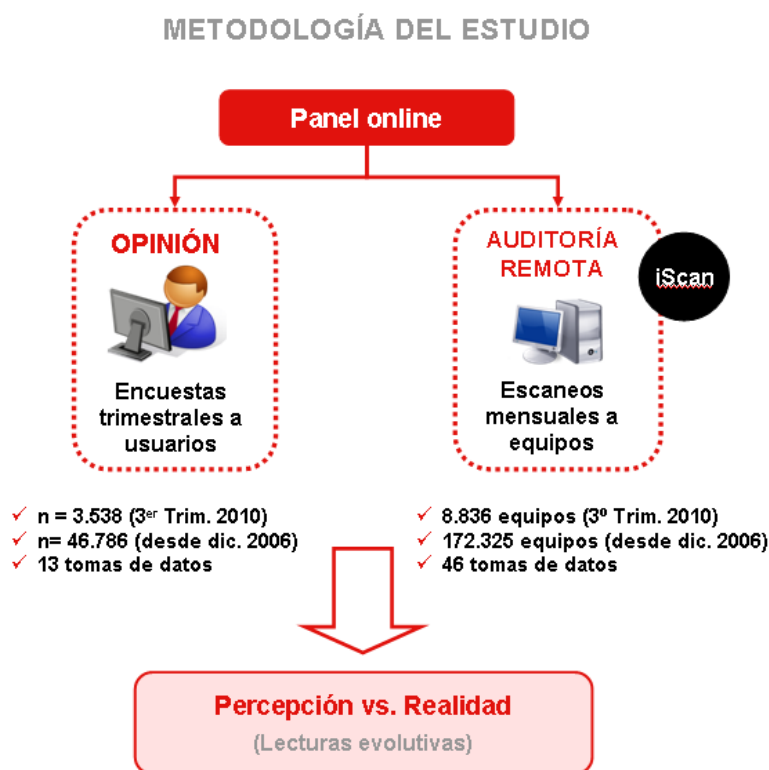 METODOLOGÍA DEL ESTUDIO
Panel online
OPINIÓN
Encuestas
trimestrales a
usuarios
AUDITORÍA
REMOTA
iScan
Escaneos
mensuales a
equipos
✓ n = 3.538 (3er Trim. 2010)
✓ n= 46.786 (desde dic. 2006)
✓ 13 tomas de datos
✓ 8.836 equipos (3º Trim. 2010)
✓ 172.325 equipos (desde dic. 2006)
✓ 46 tomas de datos
Percepción vs. Realidad
(Lecturas evolutivas)